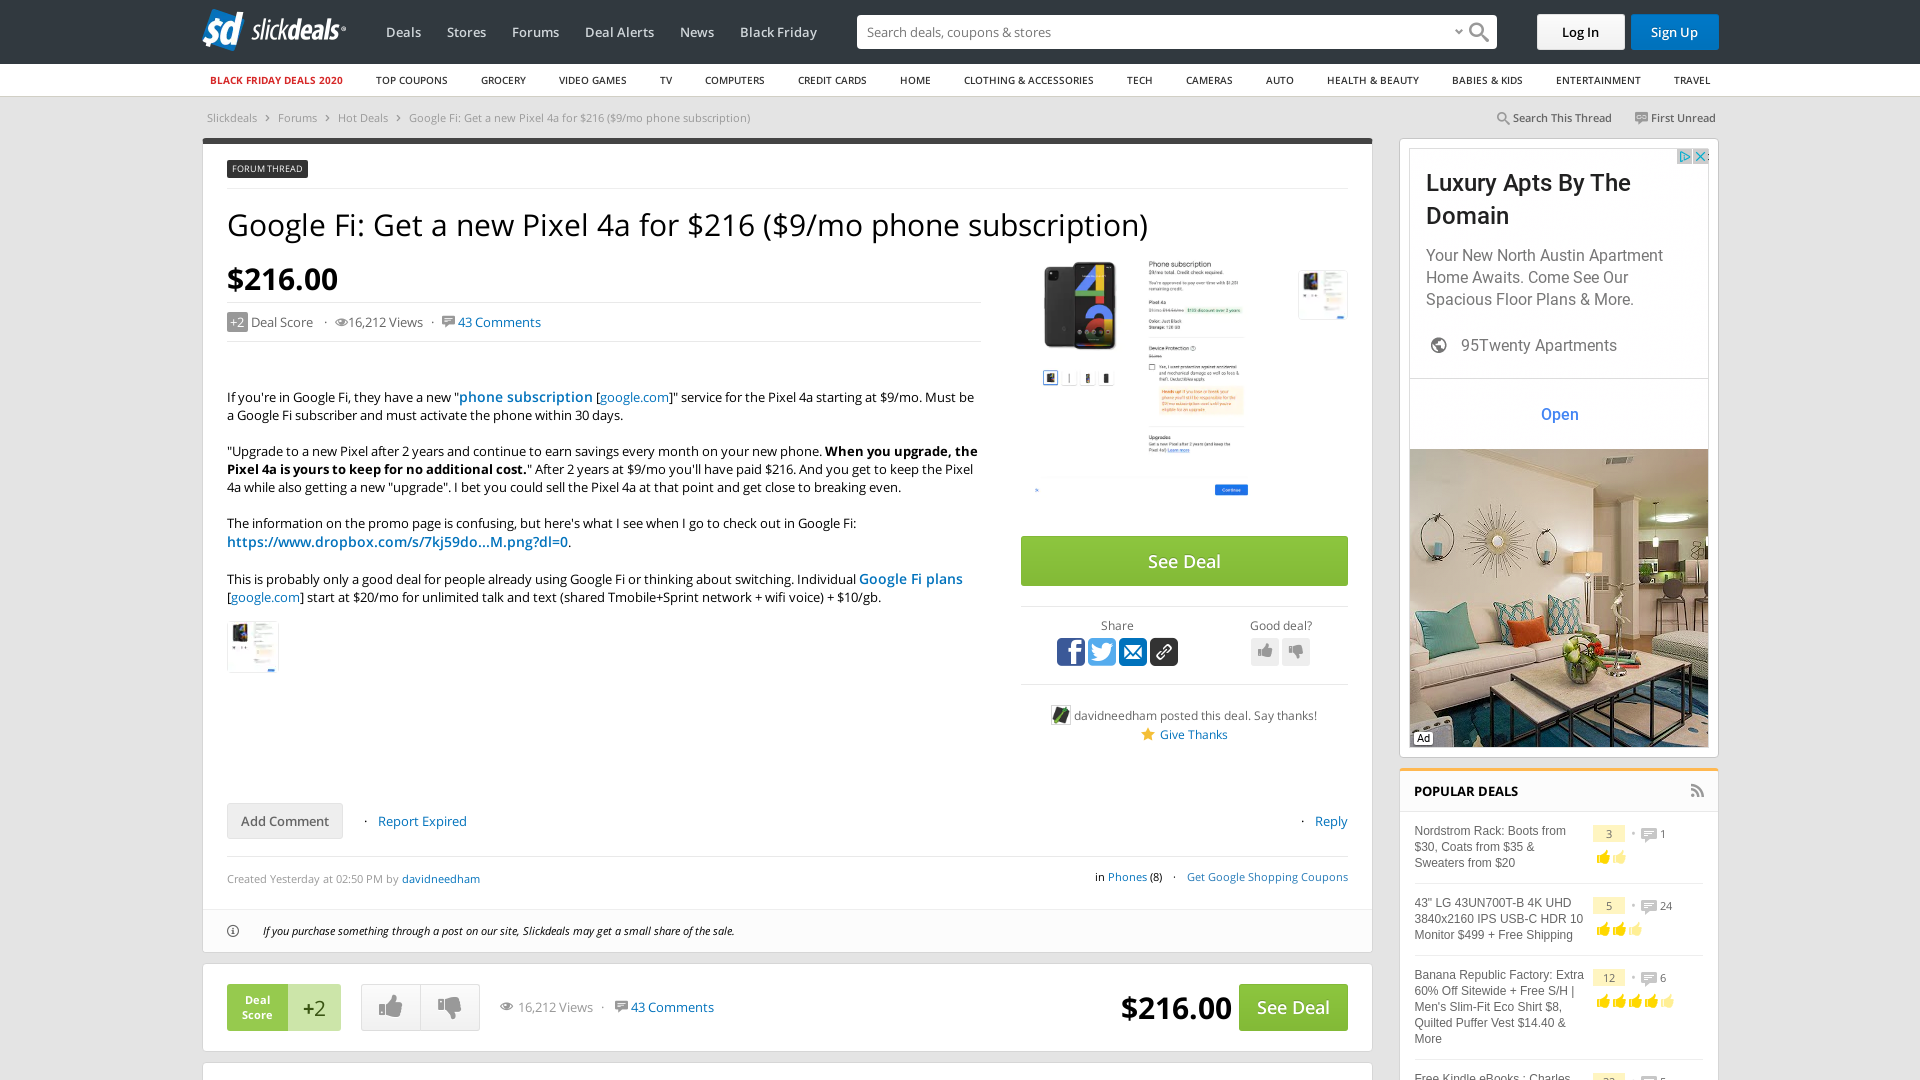 sd slickdeals
Deals Stores Forums Deal Alerts News Black Friday
Search deals, coupons & stores
Log In
Sign Up
BLACK FRIDAY DEALS 2020 TOP COUPONS GROCERY VIDEO GAMES TV COMPUTERS CREDIT CARDS HOME CLOTHING & ACCESSORIES TECH CAMERAS AUTO HEALTH & BEAUTY BABIES & KIDS ENTERTAINMENT TRAVEL
Slickdeals › Forums › Hot Deals › Google Fi: Get a new Pixel 4a for $216 ($9/mo phone subscription)
Search This Thread First Unread
FORUM THREAD
Google Fi: Get a new Pixel 4a for $216 ($9/mo phone subscription)
$216.00
+2 Deal Score · 16,212 Views · 43 Comments
If you're in Google Fi, they have a new "phone subscription [google.com]" service for the Pixel 4a starting at $9/mo. Must be
a Google Fi subscriber and must activate the phone within 30 days.
"Upgrade to a new Pixel after 2 years and continue to earn savings every month on your new phone. When you upgrade, the
Pixel 4a is yours to keep for no additional cost." After 2 years at $9/mo you'll have paid $216. And you get to keep the Pixel
4a while also getting a new "upgrade". I bet you could sell the Pixel 4a at that point and get close to breaking even.
The information on the promo page is confusing, but here's what I see when I go to check out in Google Fi:
https://www.dropbox.com/s/7kj59do...M.png?dl=0.
This is probably only a good deal for people already using Google Fi or thinking about switching. Individual Google Fi plans
[google.com] start at $20/mo for unlimited talk and text (shared Tmobile+Sprint network + wifi voice) + $10/gb.
Phone subscription
$9/mo total. Credit check required.
Pixel 4a
Color: Just Black
Storage: 128 GB
Device Protection
Upgrades
Continue
See Deal
Share
Good deal?
davidneedham posted this deal. Say thanks!
Give Thanks
Add Comment · Report Expired
· Reply
Created Yesterday at 02:50 PM by davidneedham
in Phones (8) · Get Google Shopping Coupons
If you purchase something through a post on our site, Slickdeals may get a small share of the sale.
Deal
Score
+2
16,212 Views · 43 Comments
$216.00
See Deal
Luxury Apts By The
Domain
Your New North Austin Apartment
Home Awaits. Come See Our
Spacious Floor Plans & More.
95Twenty Apartments
Open
Ad
POPULAR DEALS
Nordstrom Rack: Boots from
$30, Coats from $35 &
Sweaters from $20
3 • 1
43" LG 43UN700T-B 4K UHD
3840x2160 IPS USB-C HDR 10
Monitor $499 + Free Shipping
5 • 24
Banana Republic Factory: Extra
60% Off Sitewide + Free S/H |
Men's Slim-Fit Eco Shirt $8,
Quilted Puffer Vest $14.40 &
More
12 • 6
Free Kindle eBooks : Charles